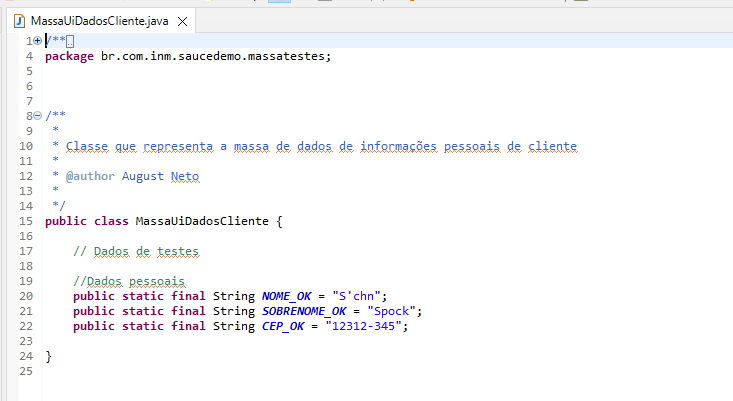 MassaUiDadosCliente.java
1 /**
4 package br.com.inm.saucedemo.massatestes;
5
6
7
8 /**
9 *
10 * Classe que representa a massa de dados de informações pessoais de cliente
11 *
12 * @author August Neto
13 *
14 */
15 public class MassaUiDadosCliente {
16
17 // Dados de testes
18
19 //Dados pessoais
20 public static final String NOME_OK = "S'chn";
21 public static final String SOBRENOME_OK = "Spock";
22 public static final String CEP_OK = "12312-345";
23
24 }
25